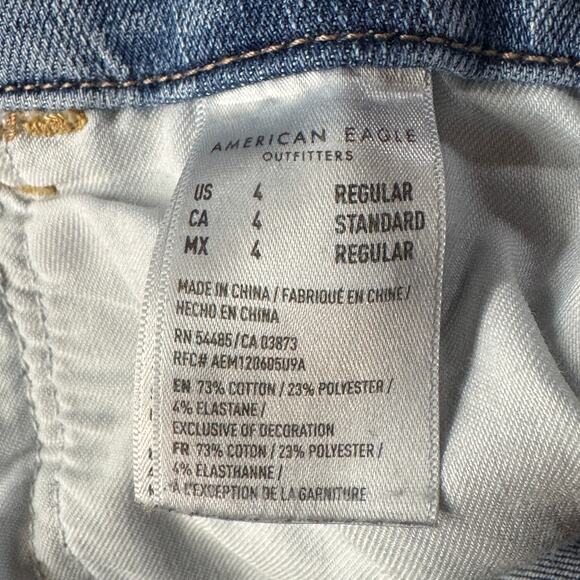 AMERICAN EAGLE
OUTFITTERS
US 4 REGULAR
CA 4 STANDARD
MX 4 REGULAR
MADE IN CHINA / FABRIQUÉ EN CHINE /
HECHO EN CHINA
RN 54485/CA 03873
RFC# AEM120605U9A
EN 73% COTTON / 23% POLYESTER /
4% ELASTANE /
EXCLUSIVE OF DECORATION
FR 73% COTON / 23% POLYESTER /
4% ELASTHANNE /
À L'EXCEPTION DE LA GARNITURE